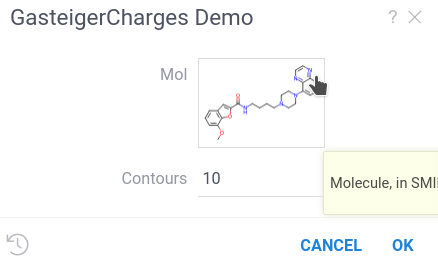 GasteigerCharges Demo
?
Mol
Contours
10
Molecule, in SMI
CANCEL
OK